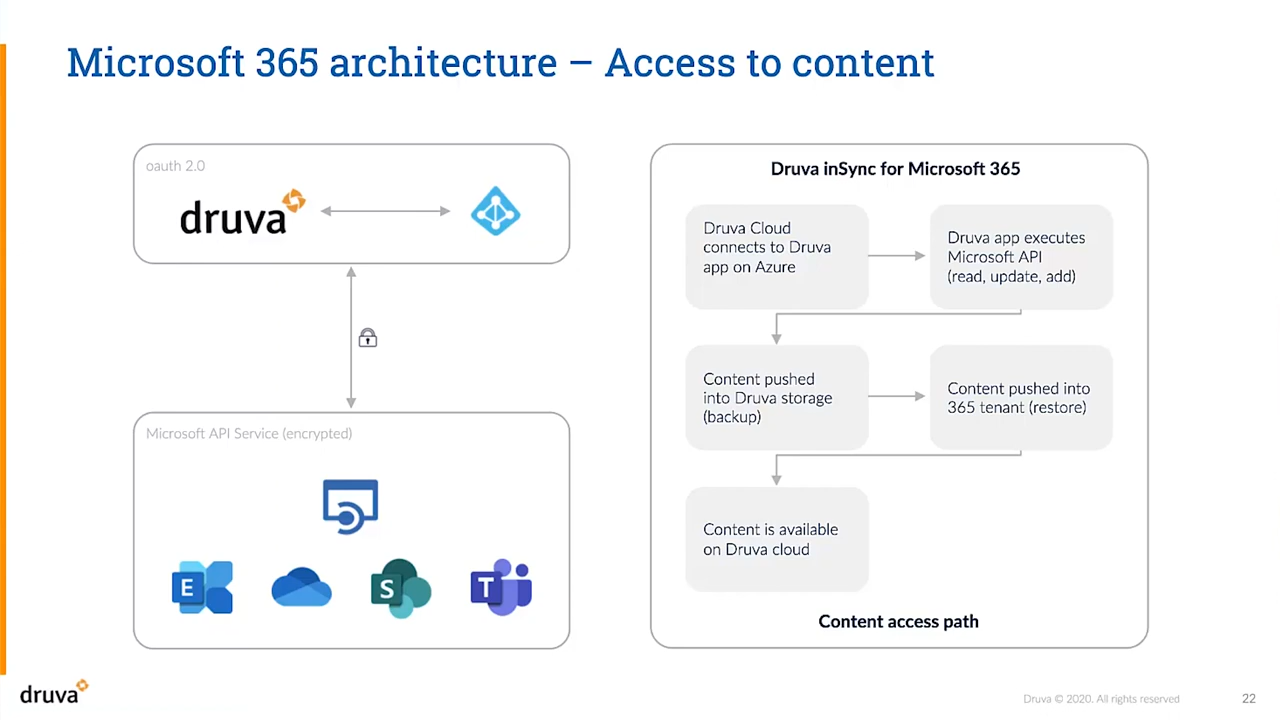 Microsoft 365 architecture – Access to content
oauth 2.0
druva
Microsoft API Service (encrypted)
E
S
T
Druva inSync for Microsoft 365
Druva Cloud
connects to Druva
app on Azure
Druva app executes
Microsoft API
(read, update, add)
Content pushed
into Druva storage
(backup)
Content pushed into
365 tenant (restore)
Content is available
on Druva cloud
Content access path
druva
Druva © 2020. All rights reserved
22